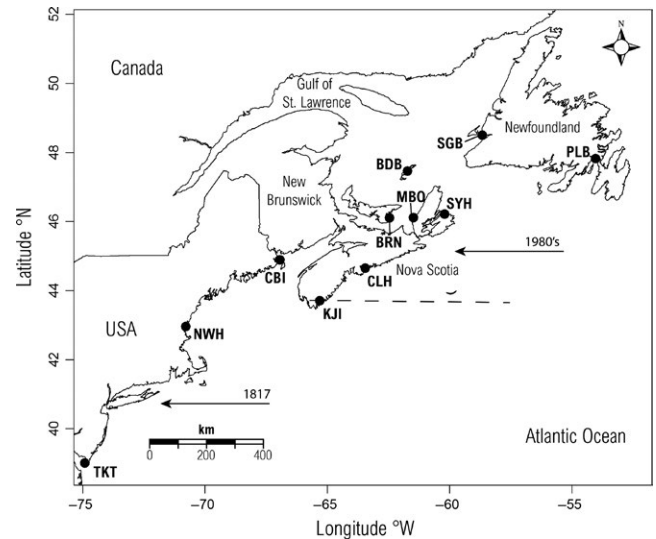 52
50
48
46
44
42
40
Latitude °N
N
Canada
Gulf of
St. Lawrence
Newfoundland
SGB
PLB
BDB
New
Brunswick
MBO
SYH
BRN
1980's
CBI
CLH
Nova Scotia
KJI
USA
NWH
1817
km
0 200 400
TKT
Atlantic Ocean
−75 −70 −65 −60 −55
Longitude °W